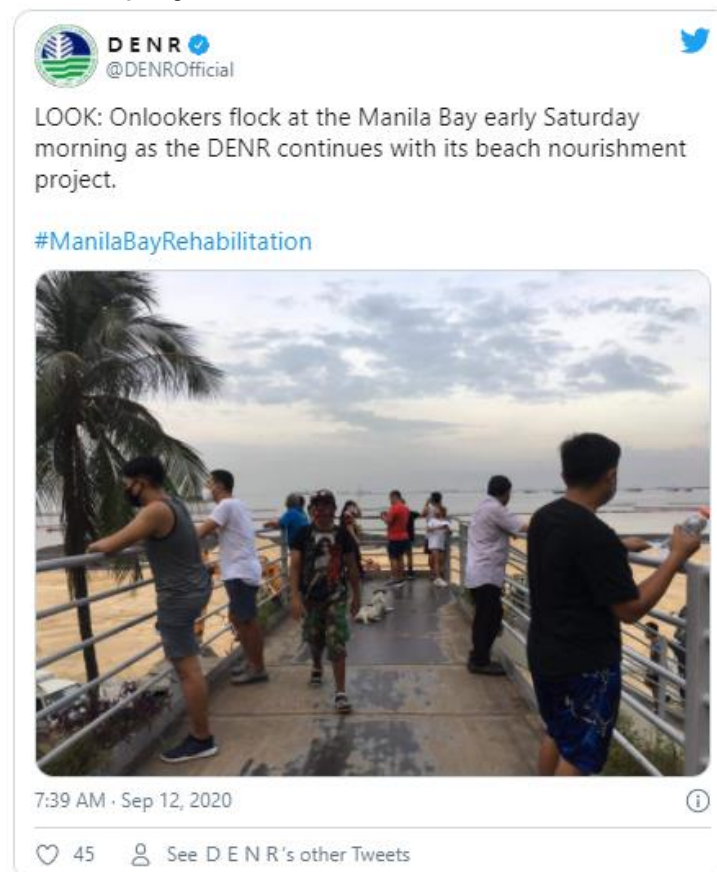 D E N R
@DENROfficial
LOOK: Onlookers flock at the Manila Bay early Saturday
morning as the DENR continues with its beach nourishment
project.
#ManilaBayRehabilitation
7:39 AM · Sep 12, 2020
45 See D E N R's other Tweets